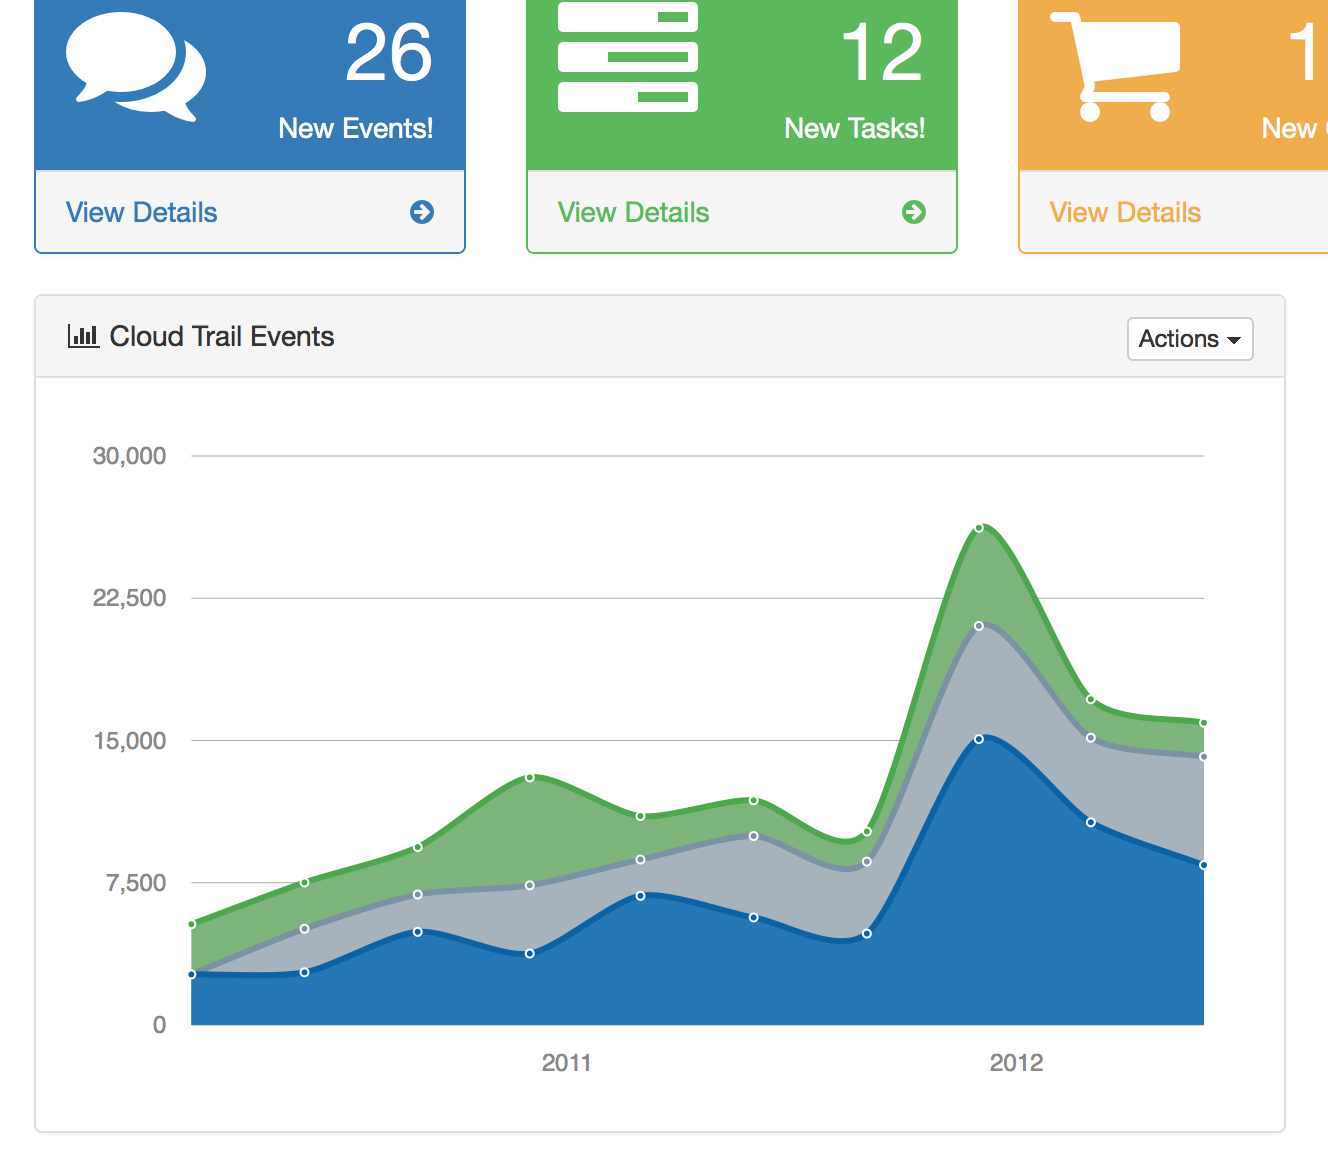 26
New Events!
View Details
12
New Tasks!
View Details
1
New
View Details
Cloud Trail Events
Actions
30,000
22,500
15,000
7,500
0
2011
2012